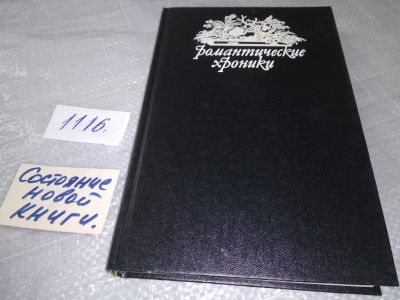 романтические
хроники
1116.
Состояние
новой
книги.